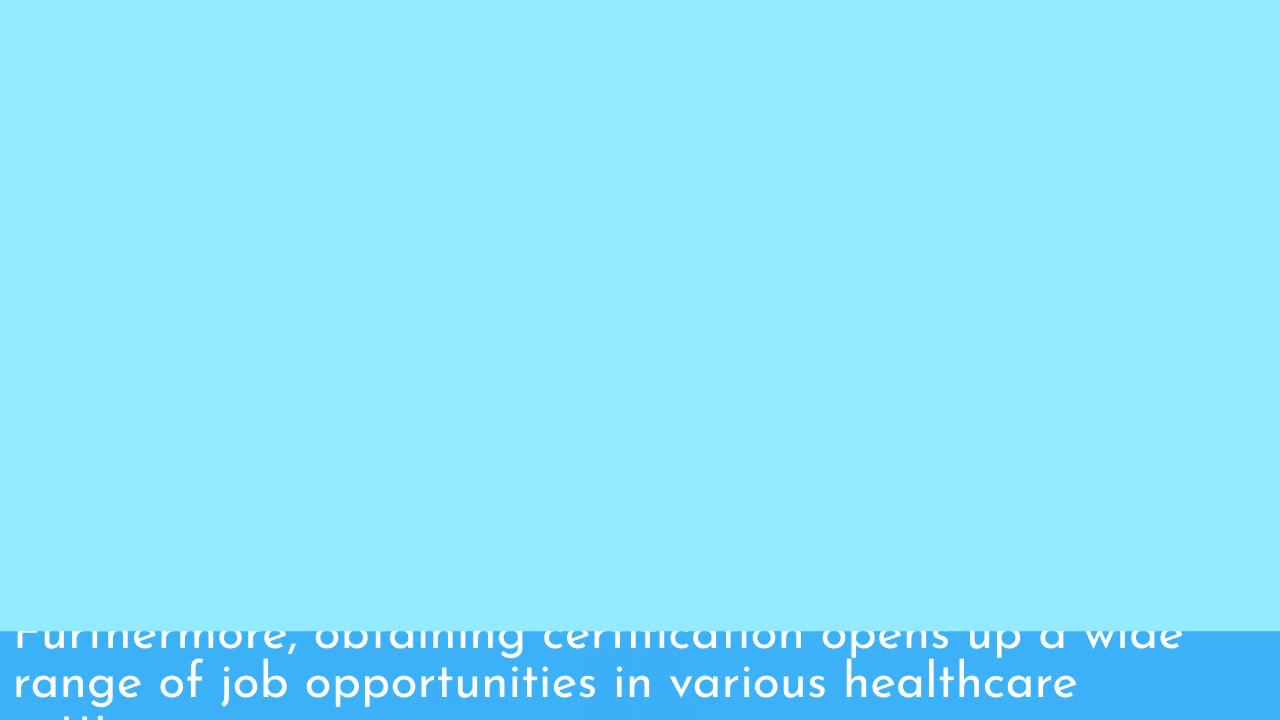 Furthermore, obtaining certification opens up a wide
range of job opportunities in various healthcare